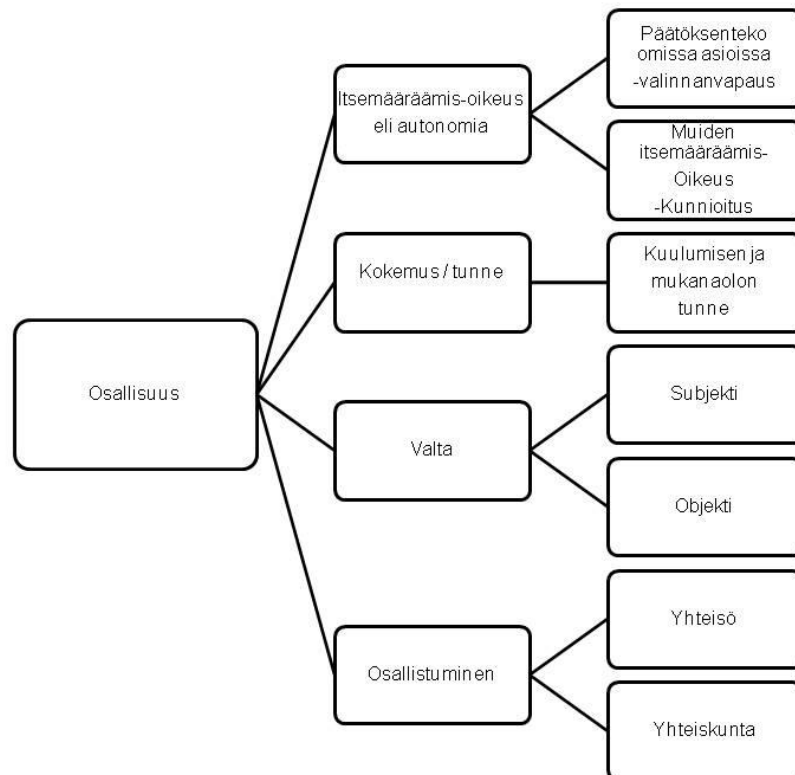 Osallisuus
Itsemääräämis-oikeus
eli autonomia
Päätöksenteko
omissa asioissa
-valinnanvapaus
Muiden
itsemääräämis-
Oikeus
-Kunnioitus
Kokemus / tunne
Kuulumisen ja
mukanaolon
tunne
Valta
Subjekti
Objekti
Osallistuminen
Yhteisö
Yhteiskunta